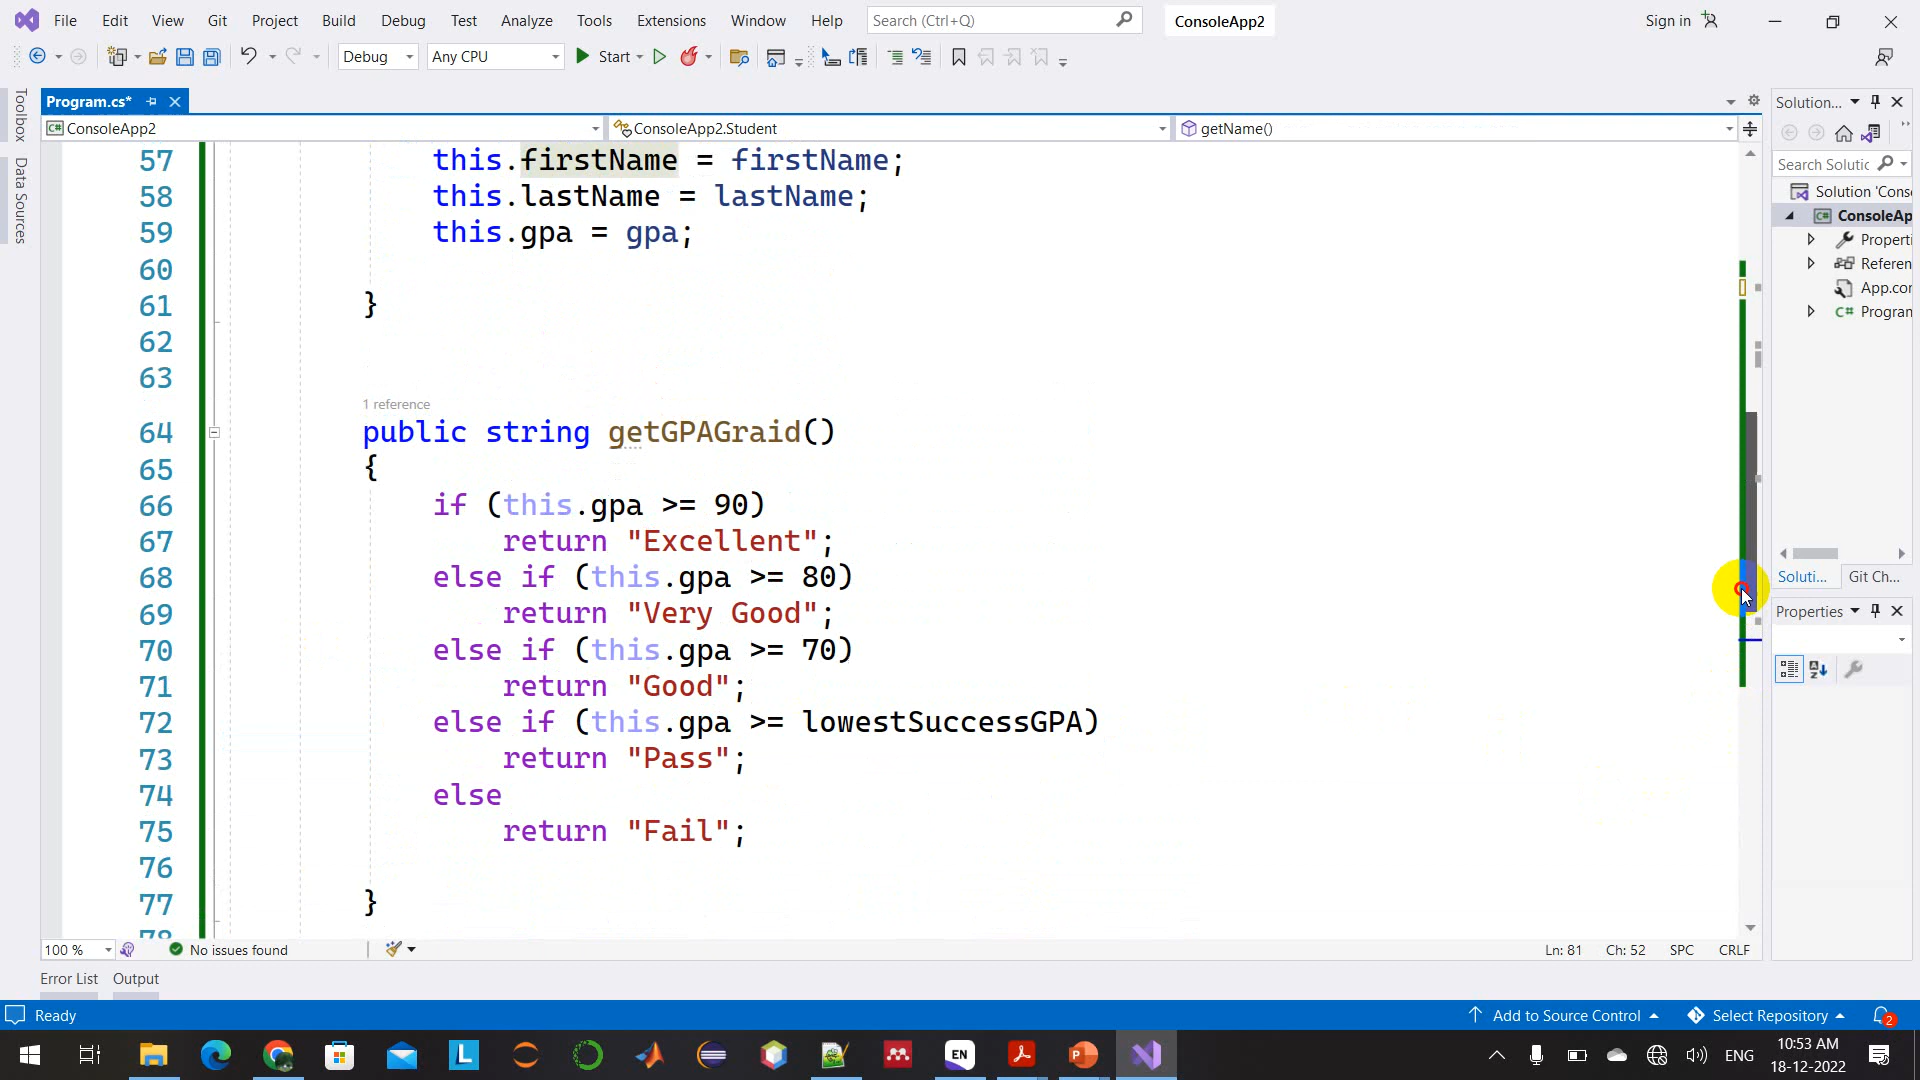 File Edit View Git Project Build Debug Test Analyze Tools Extensions Window Help Search (Ctrl+Q) ConsoleApp2 Sign in
Debug Any CPU Start
Toolbox
Data Sources
Program.cs*
C# ConsoleApp2 ConsoleApp2.Student getName()
57 this.firstName = firstName;
58 this.lastName = lastName;
59 this.gpa = gpa;
60
61 }
62
63
1 reference
64 public string getGPAGraid()
65 {
66 if (this.gpa >= 90)
67 return "Excellent";
68 else if (this.gpa >= 80)
69 return "Very Good";
70 else if (this.gpa >= 70)
71 return "Good";
72 else if (this.gpa >= lowestSuccessGPA)
73 return "Pass";
74 else
75 return "Fail";
76
77 }
78
100 % No issues found Ln: 81 Ch: 52 SPC CRLF
Error List Output
Solution...
Search Solutic
Solution 'Cons
C# ConsoleAp
Properti
Referen
App.cor
C# Program
Soluti... Git Ch...
Properties
Ready Add to Source Control Select Repository 2
L EN P ENG
10:53 AM
18-12-2022